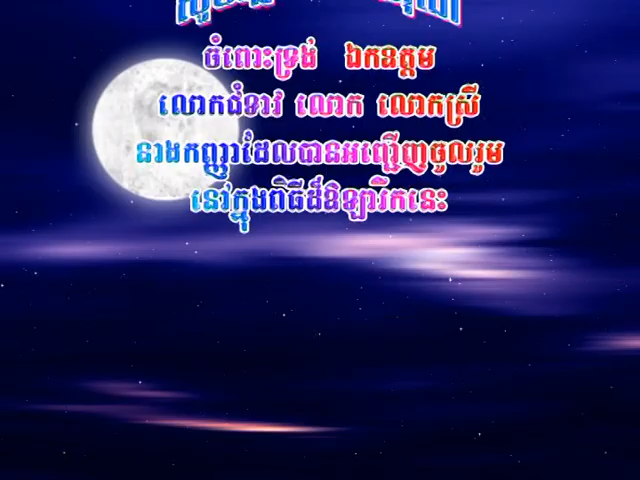 ចំពោះទ្រង់ ឯកឧត្តម
លោកជំទាវ លោក លោកស្រី
នាងកញ្ញាដែលបានអញ្ជើញចូលរួម
នៅក្នុងពិធីដ៏ឱឡារិកនេះ